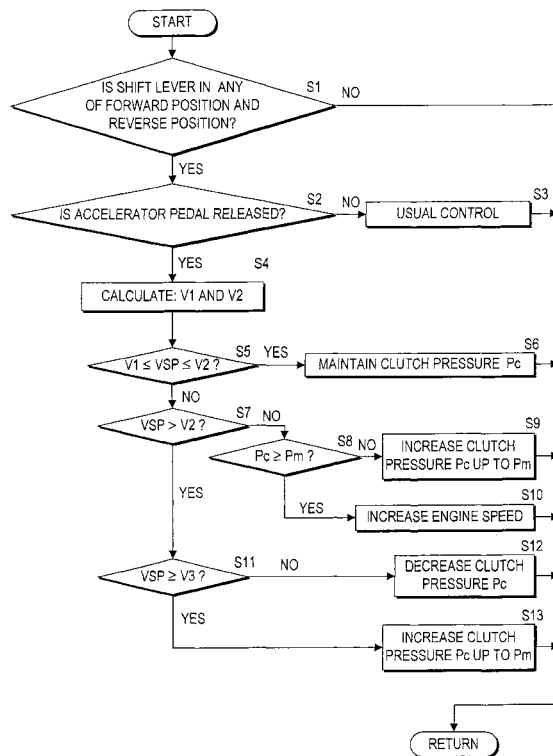 START
S1
IS SHIFT LEVER IN ANY
OF FORWARD POSITION AND
REVERSE POSITION?
NO
YES
S2
IS ACCELERATOR PEDAL RELEASED?
NO
S3
USUAL CONTROL
YES
S4
CALCULATE: V1 AND V2
V1 ≤ VSP ≤ V2 ?
S5
YES
S6
MAINTAIN CLUTCH PRESSURE Pc
NO
VSP > V2 ?
S7
NO
Pc ≥ Pm ?
S8
NO
S9
INCREASE CLUTCH
PRESSURE Pc UP TO Pm
YES
YES
S10
INCREASE ENGINE SPEED
VSP ≥ V3 ?
S11
NO
S12
DECREASE CLUTCH
PRESSURE Pc
YES
S13
INCREASE CLUTCH
PRESSURE Pc UP TO Pm
RETURN